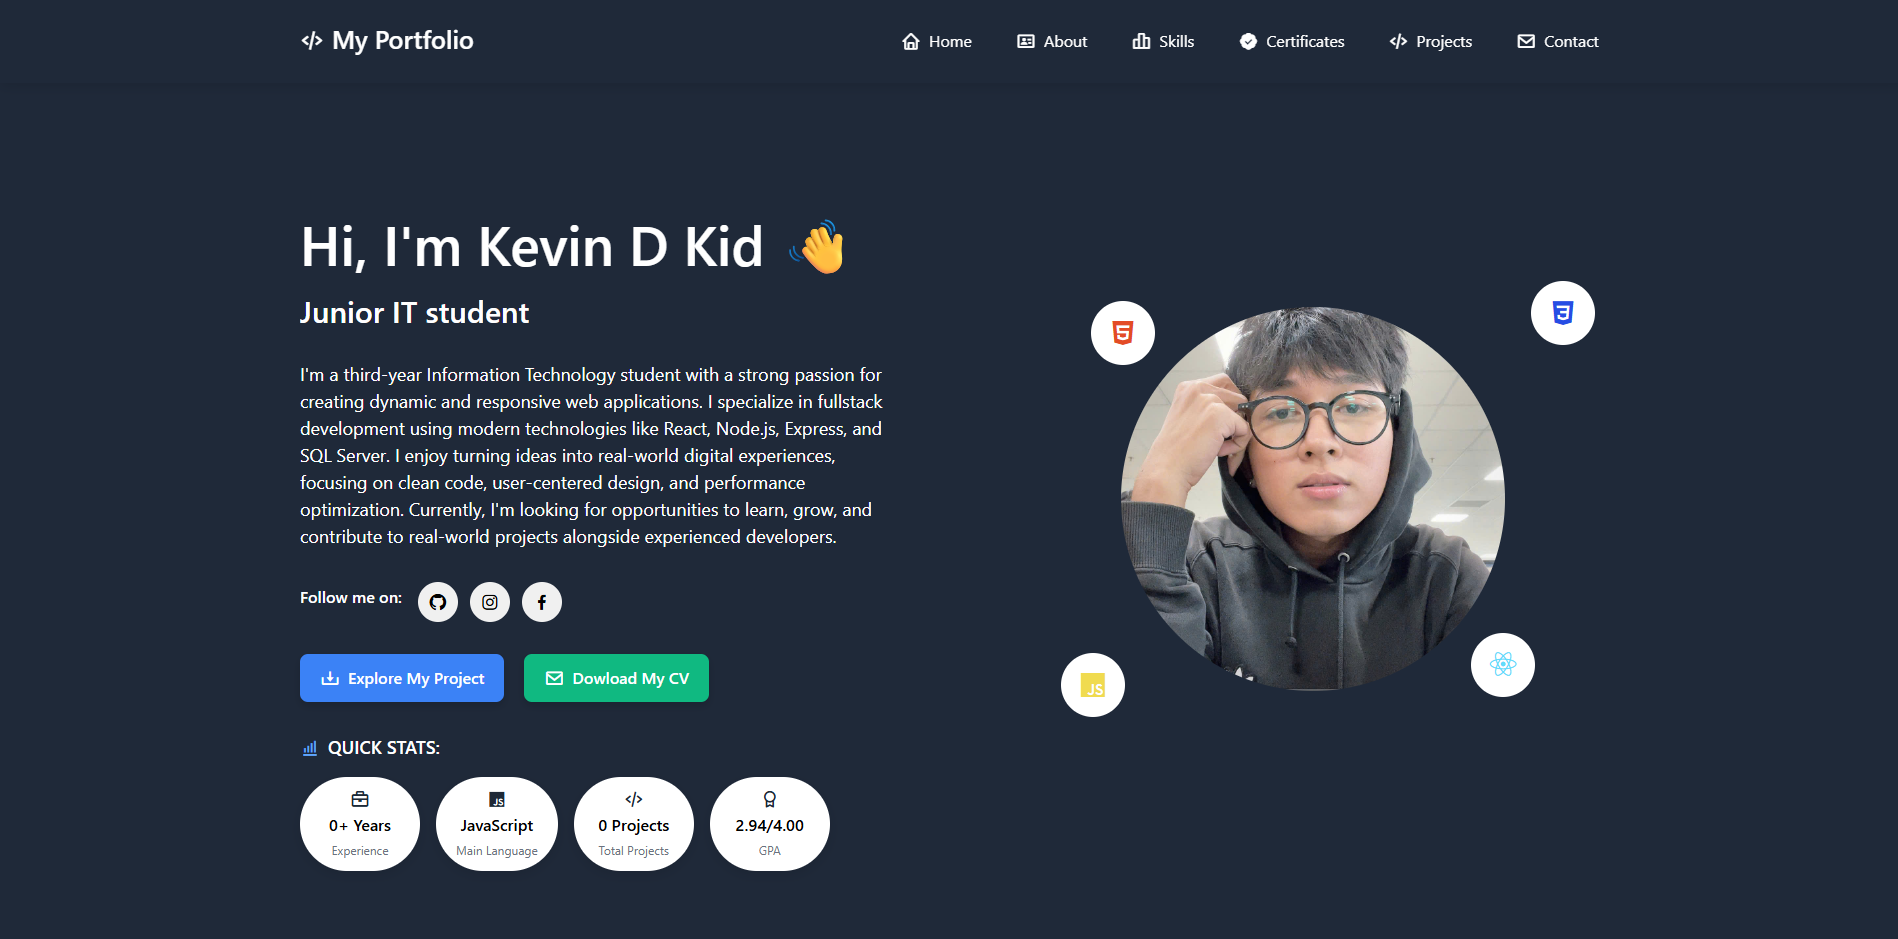 My Portfolio
Home
About
Skills
Certificates
Projects
Contact
Hi, I'm Kevin D Kid 👋
Junior IT student
I'm a third-year Information Technology student with a strong passion for
creating dynamic and responsive web applications. I specialize in fullstack
development using modern technologies like React, Node.js, Express, and
SQL Server. I enjoy turning ideas into real-world digital experiences,
focusing on clean code, user-centered design, and performance
optimization. Currently, I'm looking for opportunities to learn, grow, and
contribute to real-world projects alongside experienced developers.
Follow me on:
Explore My Project
Dowload My CV
QUICK STATS:
JS
0+ Years
JavaScript
0 Projects
2.94/4.00
Experience
Main Language
Total Projects
GPA
5
3
JS